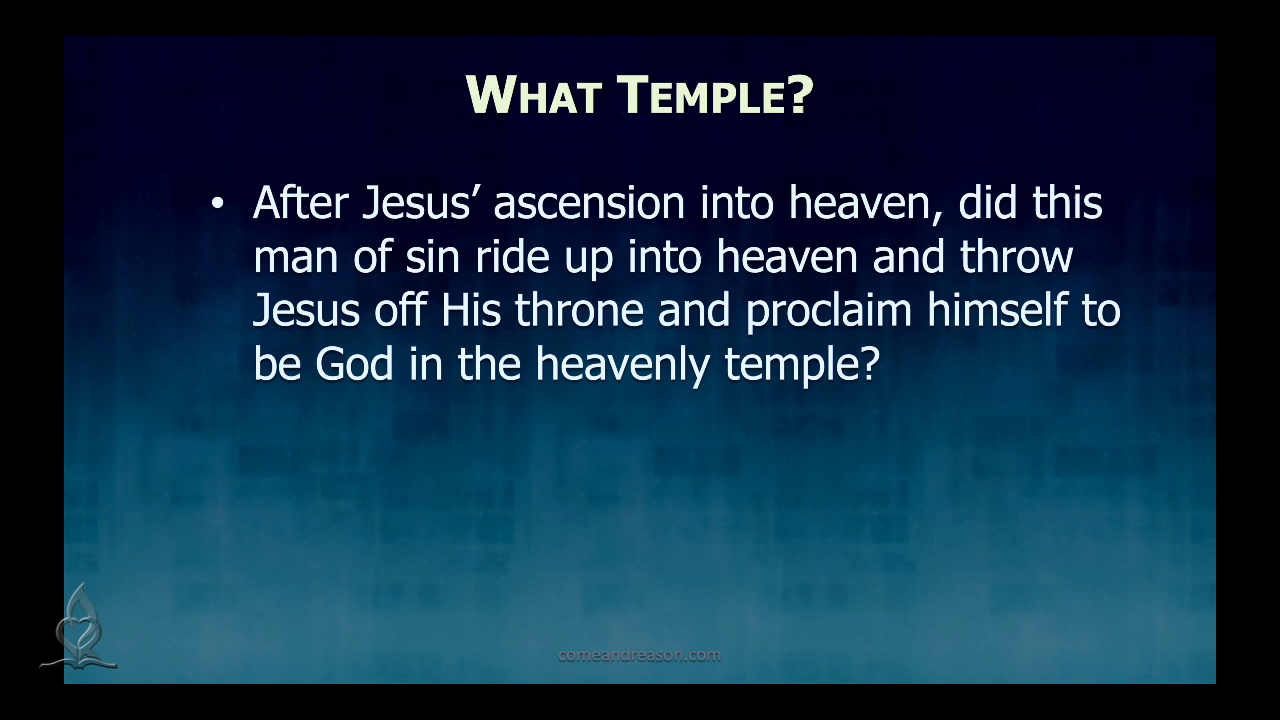 WHAT TEMPLE?
• After Jesus’ ascension into heaven, did this
man of sin ride up into heaven and throw
Jesus off His throne and proclaim himself to
be God in the heavenly temple?
comeandreason.com